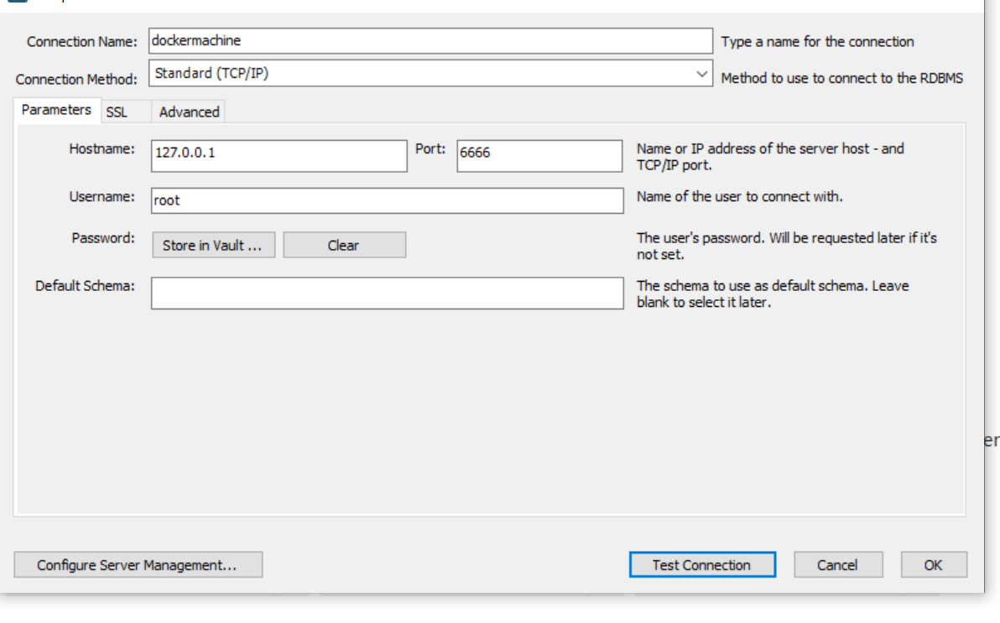 Connection Name: dockermachine Type a name for the connection
Connection Method: Standard (TCP/IP) Method to use to connect to the RDBMS
Parameters SSL Advanced
Hostname: 127.0.0.1 Port: 6666 Name or IP address of the server host - and
TCP/IP port.
Username: root Name of the user to connect with.
Password: Store in Vault ... Clear The user's password. Will be requested later if it's
not set.
Default Schema: The schema to use as default schema. Leave
blank to select it later.
er
Configure Server Management... Test Connection Cancel OK